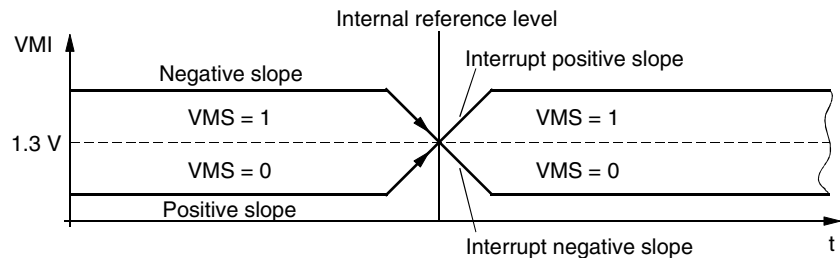 Internal reference level
VMI
Negative slope
Interrupt positive slope
VMS = 1
VMS = 1
1.3 V
VMS = 0
VMS = 0
Positive slope
Interrupt negative slope
t